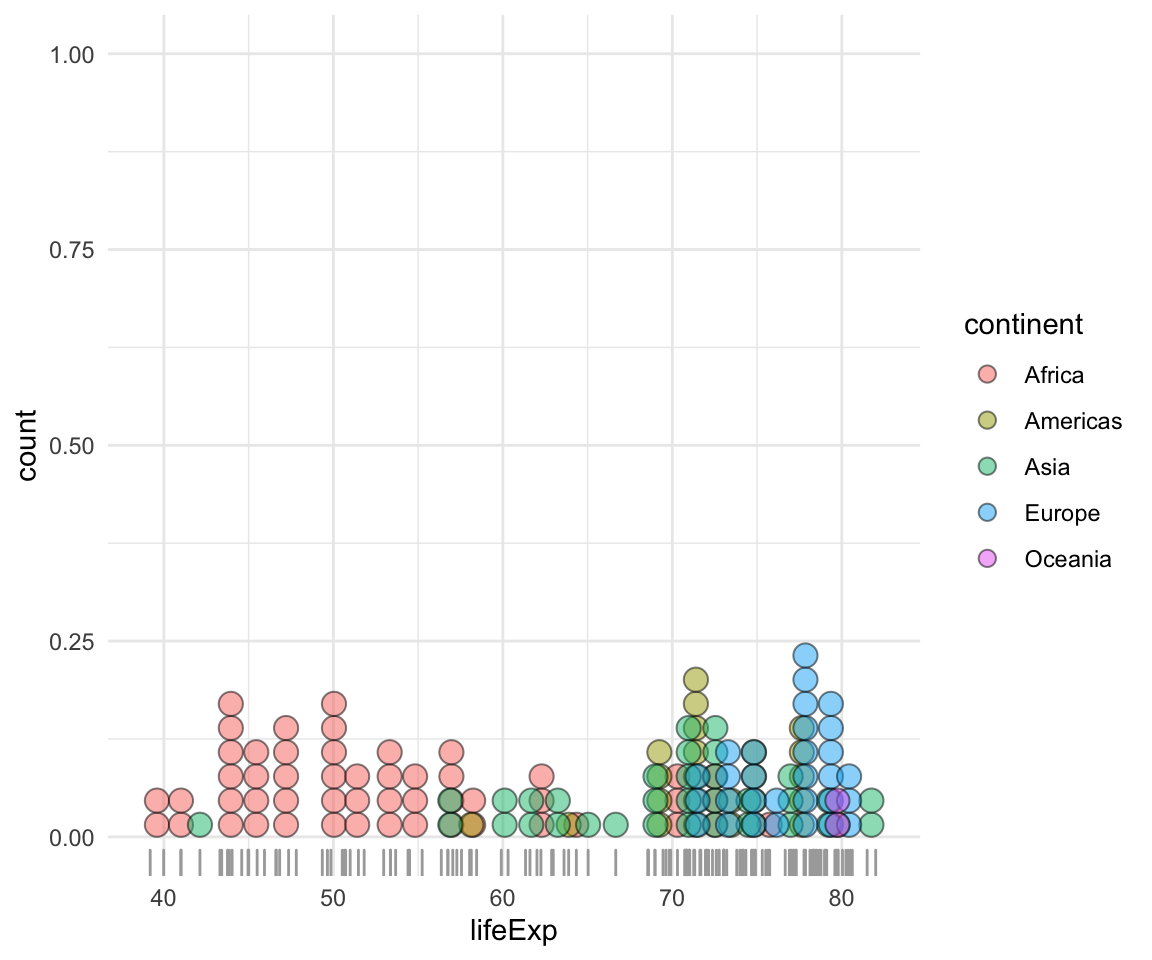 1.00
0.75
0.50
0.25
0.00
count
40 50 60 70 80
lifeExp
continent
Africa
Americas
Asia
Europe
Oceania